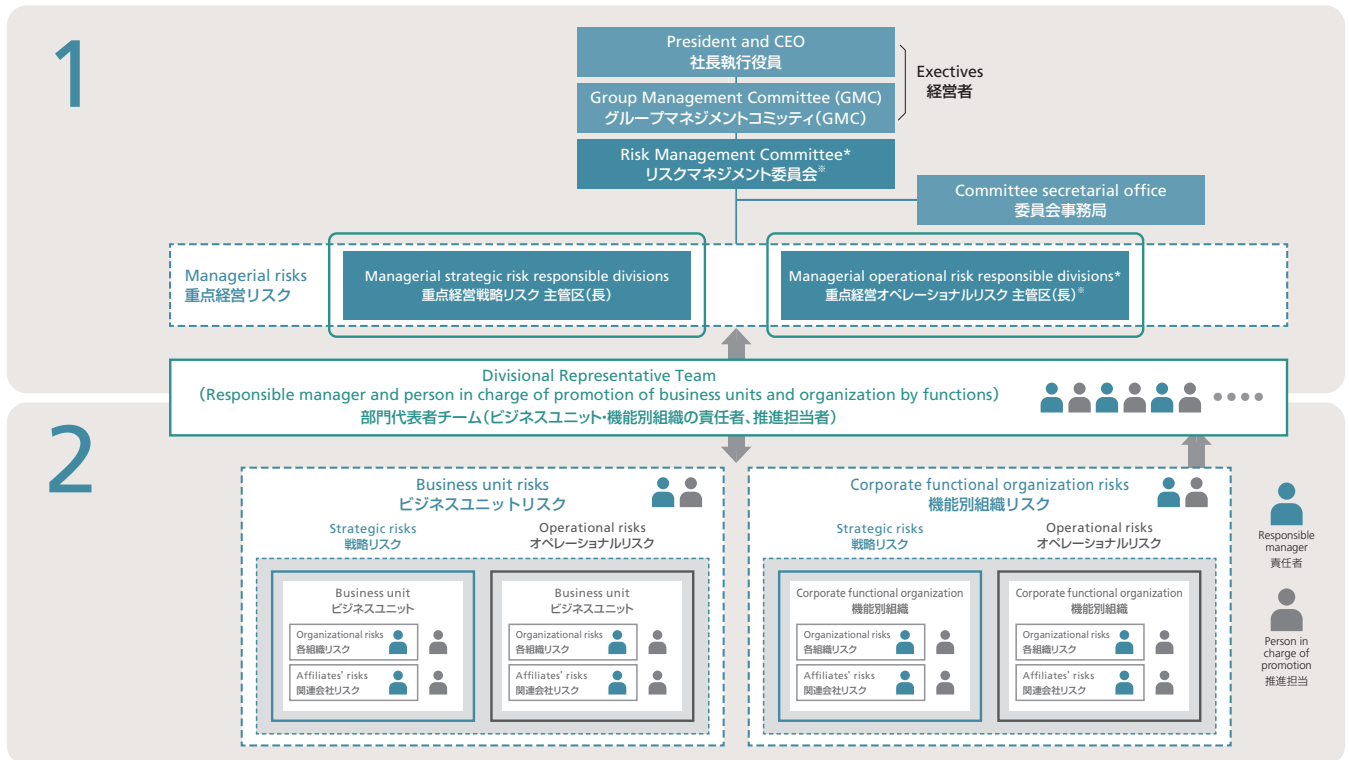 1
President and CEO
社長執行役員
Group Management Committee (GMC)
グループマネジメントコミッティ(GMC)
Exectives
経営者
Risk Management Committee*
リスクマネジメント委員会※
Committee secretarial office
委員会事務局
Managerial risks
重点経営リスク
Managerial strategic risk responsible divisions
重点経営戦略リスク 主管区(長)
Managerial operational risk responsible divisions*
重点経営オペレーショナルリスク 主管区(長)※
Divisional Representative Team
(Responsible manager and person in charge of promotion of business units and organization by functions)
部門代表者チーム(ビジネスユニット・機能別組織の責任者、推進担当者)
2
Business unit risks
ビジネスユニットリスク
Strategic risks
戦略リスク
Operational risks
オペレーショナルリスク
Business unit
ビジネスユニット
Organizational risks
各組織リスク
Affiliates' risks
関連会社リスク
Business unit
ビジネスユニット
Organizational risks
各組織リスク
Affiliates' risks
関連会社リスク
Corporate functional organization risks
機能別組織リスク
Strategic risks
戦略リスク
Operational risks
オペレーショナルリスク
Corporate functional organization
機能別組織
Organizational risks
各組織リスク
Affiliates' risks
関連会社リスク
Corporate functional organization
機能別組織
Organizational risks
各組織リスク
Affiliates' risks
関連会社リスク
Responsible
manager
責任者
Person in
charge of
promotion
推進担当